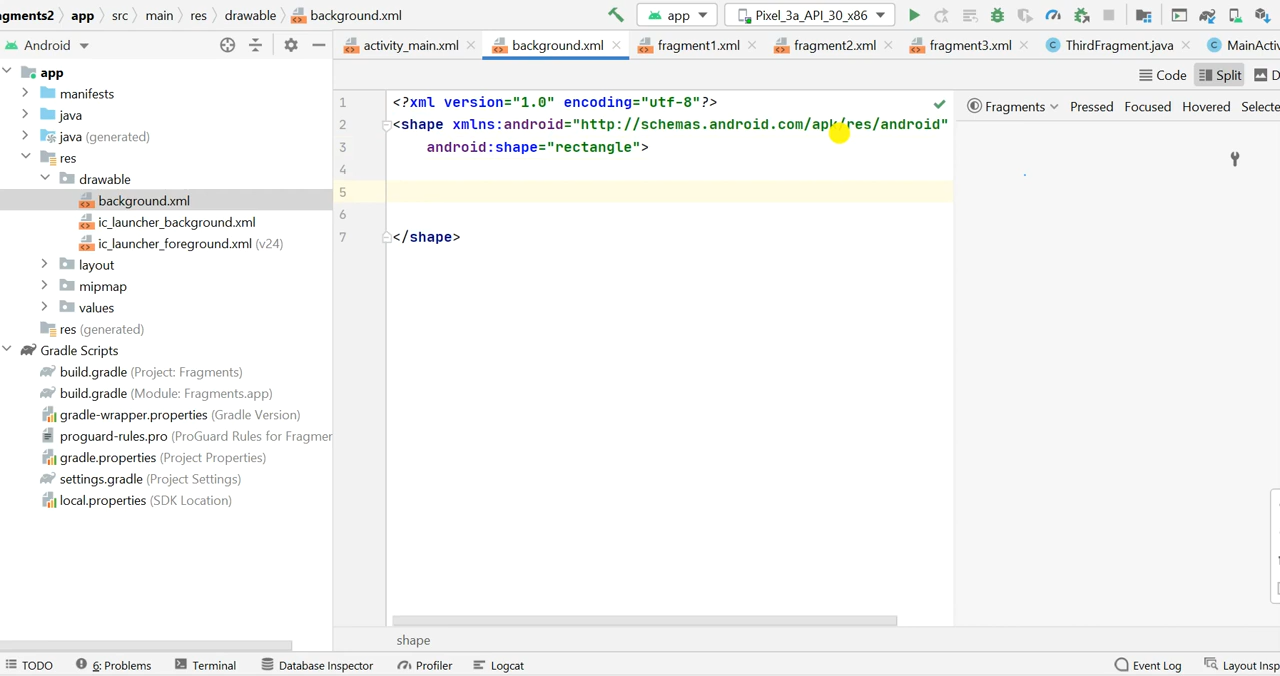 agments2 > app > src > main > res > drawable > background.xml
app
Pixel_3a_API_30_x86
Android
activity_main.xml
background.xml
fragment1.xml
fragment2.xml
fragment3.xml
ThirdFragment.java
MainActiv
Code
Split
D
app
manifests
java
java (generated)
res
drawable
background.xml
ic_launcher_background.xml
ic_launcher_foreground.xml (v24)
layout
mipmap
values
res (generated)
Gradle Scripts
build.gradle (Project: Fragments)
build.gradle (Module: Fragments.app)
gradle-wrapper.properties (Gradle Version)
proguard-rules.pro (ProGuard Rules for Fragmer
gradle.properties (Project Properties)
settings.gradle (Project Settings)
local.properties (SDK Location)
1 <?xml version="1.0" encoding="utf-8"?>
2 <shape xmlns:android="http://schemas.android.com/apk/res/android"
3 android:shape="rectangle">
4
5
6
7 </shape>
Fragments
Pressed
Focused
Hovered
Selecte
shape
TODO
6: Problems
Terminal
Database Inspector
Profiler
Logcat
Event Log
Layout Insp